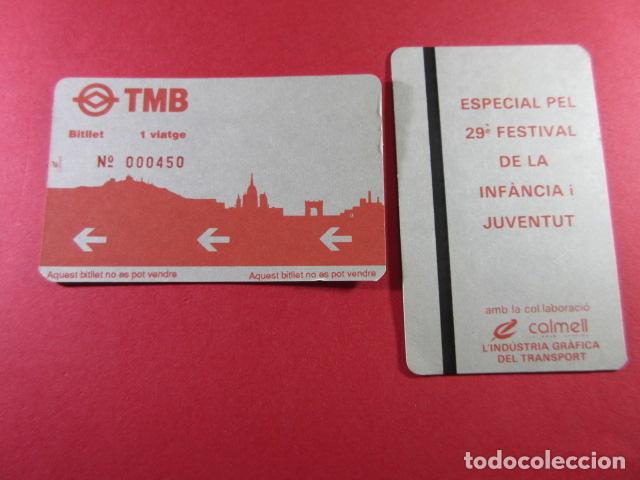 TMB
Bitllet 1 viatge
Nº 000450
Aquest bitllet no es pot vendre Aquest bitllet no es pot vendre
ESPECIAL PEL
29è FESTIVAL
DE LA
INFÀNCIA i
JUVENTUT
amb la col.laboració
calmell
L'INDÚSTRIA GRÀFICA
DEL TRANSPORT
todocoleccion.net